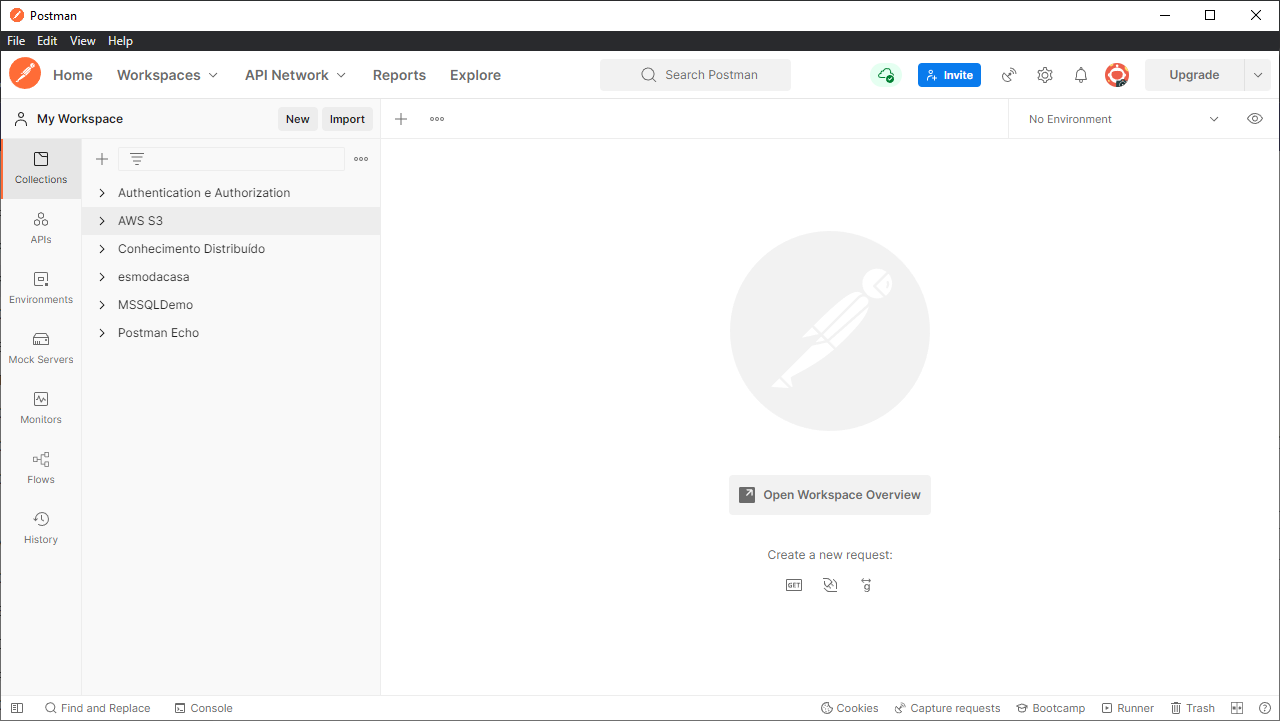 Postman
File Edit View Help
Home Workspaces API Network Reports Explore Search Postman Invite Upgrade
My Workspace New Import No Environment
Collections
APIs
Environments
Mock Servers
Monitors
Flows
History
Authentication e Authorization
AWS S3
Conhecimento Distribuído
esmodacasa
MSSQLDemo
Postman Echo
Open Workspace Overview
Create a new request:
GET g
Find and Replace Console Cookies Capture requests Bootcamp Runner Trash